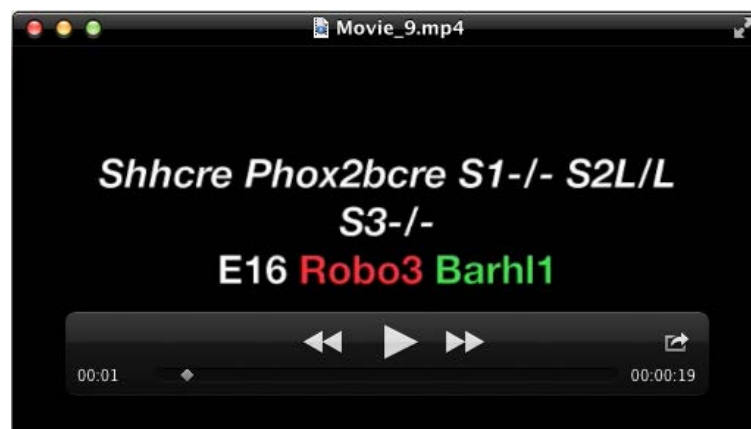 Movie_9.mp4
Shhcre Phox2bcre S1-/- S2L/L
S3-/-
E16 Robo3 Barhl1
00:01 00:00:19